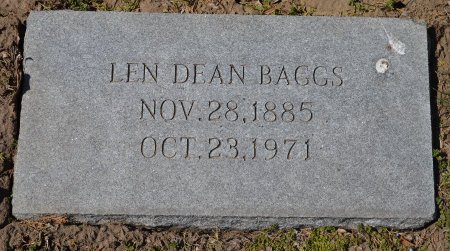 LEN DEAN BAGGS
NOV. 28, 1885
OCT. 23, 1971